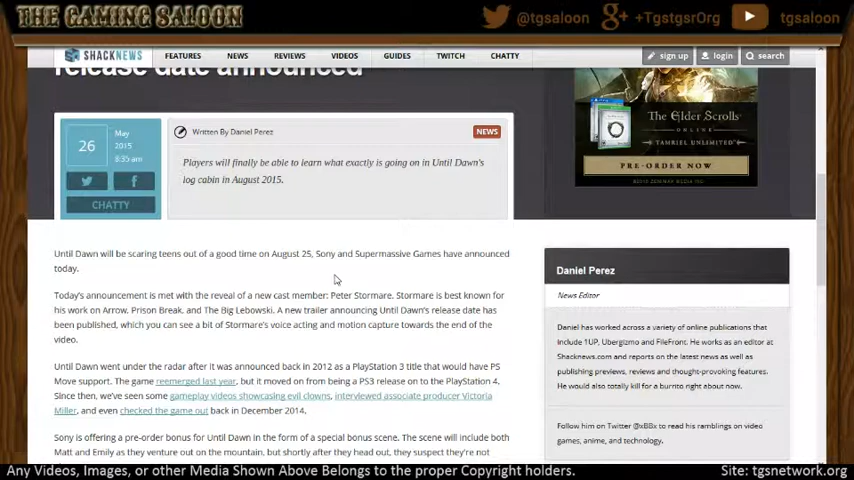 THE GAMING SALOON
@tgsaloon
+TgstgsrOrg
tgsaloon
SHACKNEWS
FEATURES NEWS REVIEWS VIDEOS GUIDES TWITCH CHATTY
sign up login search
release date announced
26
May
2015
8:35 am
CHATTY
Written By Daniel Perez
NEWS
Players will finally be able to learn what exactly is going on in Until Dawn's
log cabin in August 2015.
The Elder Scrolls
ONLINE
TAMRIEL UNLIMITED
PRE-ORDER NOW
Until Dawn will be scaring teens out of a good time on August 25, Sony and Supermassive Games have announced
today.
Today's announcement is met with the reveal of a new cast member: Peter Stormare. Stormare is best known for
his work on Arrow, Prison Break, and The Big Lebowski. A new trailer announcing Until Dawn's release date has
been published, which you can see a bit of Stormare's voice acting and motion capture towards the end of the
video.
Until Dawn went under the radar after it was announced back in 2012 as a PlayStation 3 title that would have PS
Move support. The game reemerged last year, but it moved on from being a PS3 release on to the PlayStation 4.
Since then, we've seen some gameplay videos showcasing evil clowns, interviewed associate producer Victoria
Miller, and even checked the game out back in December 2014.
Sony is offering a pre-order bonus for Until Dawn in the form of a special bonus scene. The scene will include both
Matt and Emily as they venture out on the mountain, but shortly after they head out, they suspect they're not
Daniel Perez
News Editor
Daniel has worked across a variety of online publications that
include 1UP, Ubergizmo and FileFront. He works as an editor at
Shacknews.com and reports on the latest news as well as
publishing previews, reviews and thought-provoking features.
He would also totally kill for a burrito right about now.
Follow him on Twitter @xBBx to read his ramblings on video
games, anime, and technology.
Any Videos, Images, or other Media Shown Above Belongs to the proper Copyright holders.
Site: tgsnetwork.org